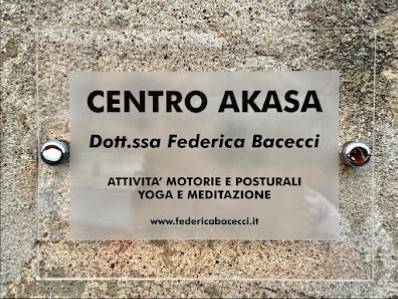 CENTRO AKASA
Dott.ssa Federica Bacecci
ATTIVITA' MOTORIE E POSTURALI
YOGA E MEDITAZIONE
www.federicabacecci.it